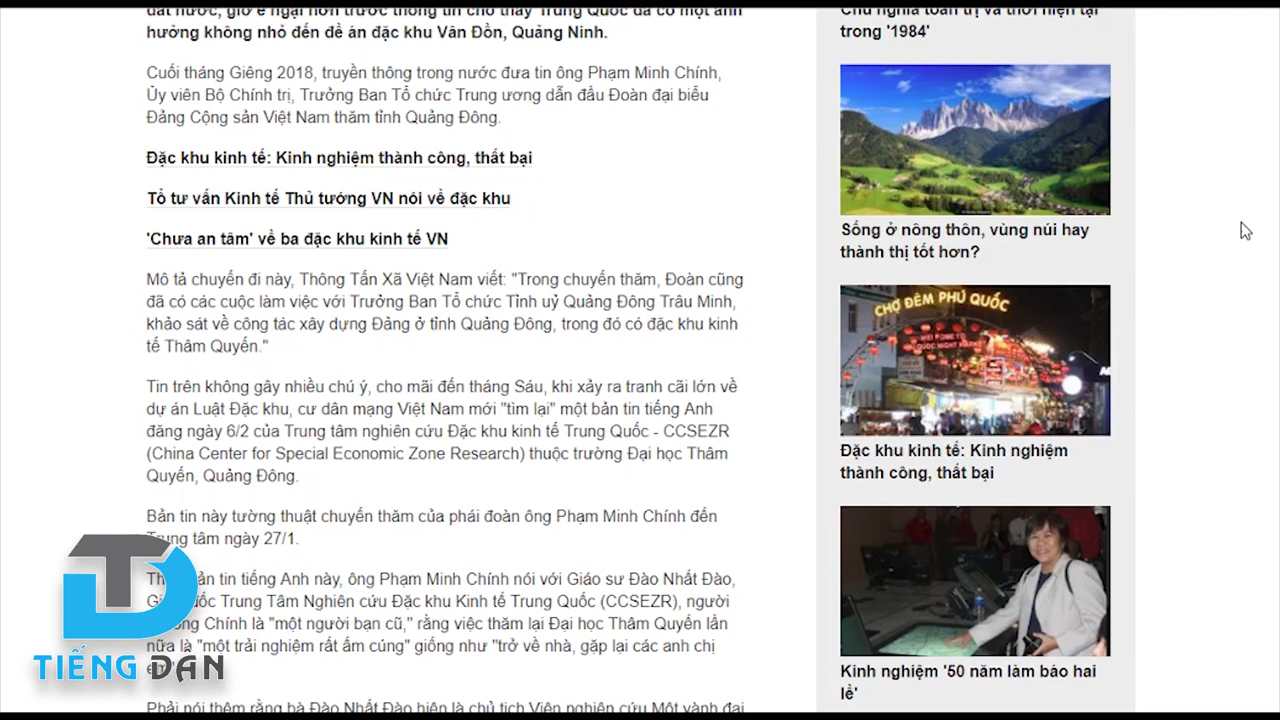 đất nước, giờ e ngại hơn trước thông tin cho thấy Trung Quốc đã có một ảnh
hưởng không nhỏ đến đề án đặc khu Vân Đồn, Quảng Ninh.
Cuối tháng Giêng 2018, truyền thông trong nước đưa tin ông Phạm Minh Chính,
Ủy viên Bộ Chính trị, Trưởng Ban Tổ chức Trung ương dẫn đầu Đoàn đại biểu
Đảng Cộng sản Việt Nam thăm tỉnh Quảng Đông.
Đặc khu kinh tế: Kinh nghiệm thành công, thất bại
Tổ tư vấn Kinh tế Thủ tướng VN nói về đặc khu
'Chưa an tâm' về ba đặc khu kinh tế VN
Mô tả chuyến đi này, Thông Tấn Xã Việt Nam viết: "Trong chuyến thăm, Đoàn cũng
đã có các cuộc làm việc với Trưởng Ban Tổ chức Tỉnh uỷ Quảng Đông Trâu Minh,
khảo sát về công tác xây dựng Đảng ở tỉnh Quảng Đông, trong đó có đặc khu kinh
tế Thâm Quyến."
Tin trên không gây nhiều chú ý, cho mãi đến tháng Sáu, khi xảy ra tranh cãi lớn về
dự án Luật Đặc khu, cư dân mạng Việt Nam mới "tìm lại" một bản tin tiếng Anh
đăng ngày 6/2 của Trung tâm nghiên cứu Đặc khu kinh tế Trung Quốc - CCSEZR
(China Center for Special Economic Zone Research) thuộc trường Đại học Thâm
Quyến, Quảng Đông.
Bản tin này tường thuật chuyến thăm của phái đoàn ông Phạm Minh Chính đến
Trung tâm ngày 27/1.
bản tin tiếng Anh này, ông Phạm Minh Chính nói với Giáo sư Đào Nhất Đào,
đốc Trung Tâm Nghiên cứu Đặc khu Kinh tế Trung Quốc (CCSEZR), người
ông Chính là "một người bạn cũ," rằng việc thăm lại Đại học Thâm Quyến lần
nữa là "một trải nghiệm rất ấm cúng" giống như "trở về nhà, gặp lại các anh chị
Phải nói thêm rằng bà Đào Nhất Đào hiện là chủ tịch Viện nghiên cứu Một vành đai
TD
TIẾNG DÂN
Chủ nghĩa toàn trị và thời hiện tại
trong '1984'
Sống ở nông thôn, vùng núi hay
thành thị tốt hơn?
CHỢ ĐÊM PHÚ QUỐC
Đặc khu kinh tế: Kinh nghiệm
thành công, thất bại
Kinh nghiệm '50 năm làm báo hai
lề'